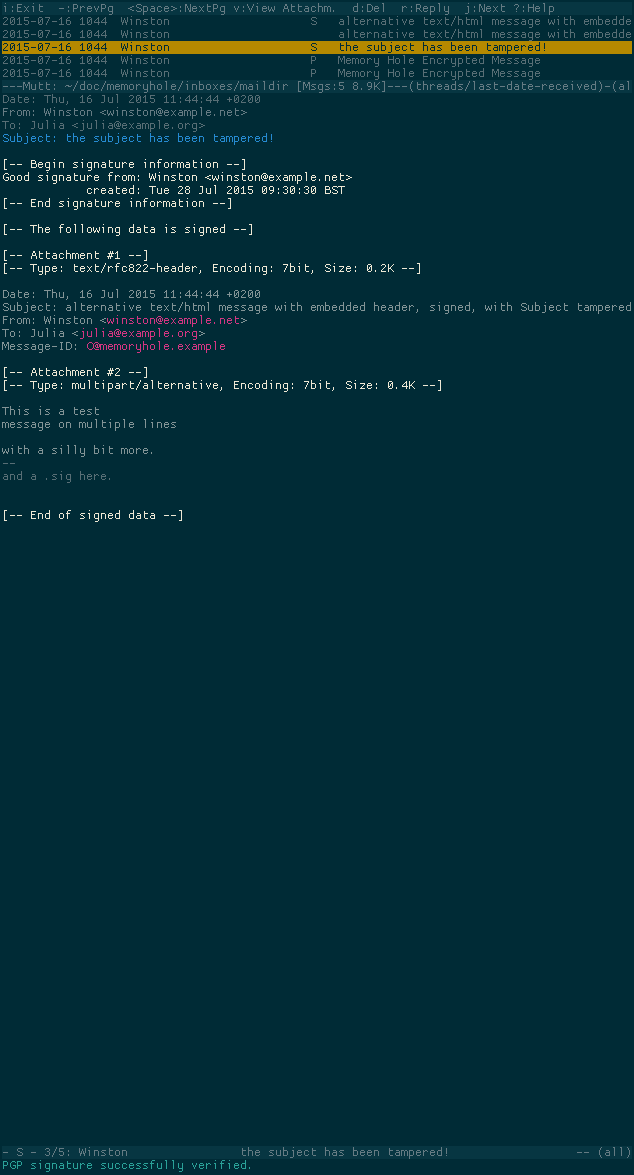 i:Exit  -:PrevPg  <Space>:NextPg v:View Attachm.  d:Del  r:Reply  j:Next ?:Help
2015-07-16 1044  Winston                    S   alternative text/html message with embedde
2015-07-16 1044  Winston                        alternative text/html message with embedde
2015-07-16 1044  Winston                    S   the subject has been tampered!
2015-07-16 1044  Winston                    P   Memory Hole Encrypted Message
2015-07-16 1044  Winston                    P   Memory Hole Encrypted Message
---Mutt: ~/doc/memoryhole/inboxes/maildir [Msgs:5 8.9K]---(threads/last-date-received)-(al
Date: Thu, 16 Jul 2015 11:44:44 +0200
From: Winston <winston@example.net>
To: Julia <julia@example.org>
Subject: the subject has been tampered!
[-- Begin signature information --]
Good signature from: Winston <winston@example.net>
            created: Tue 28 Jul 2015 09:30:30 BST
[-- End signature information --]
[-- The following data is signed --]
[-- Attachment #1 --]
[-- Type: text/rfc822-header, Encoding: 7bit, Size: 0.2K --]
Date: Thu, 16 Jul 2015 11:44:44 +0200
Subject: alternative text/html message with embedded header, signed, with Subject tampered
From: Winston <winston@example.net>
To: Julia <julia@example.org>
Message-ID: O@memoryhole.example
[-- Attachment #2 --]
[-- Type: multipart/alternative, Encoding: 7bit, Size: 0.4K --]
This is a test
message on multiple lines
with a silly bit more.
--
and a .sig here.
[-- End of signed data --]
- S - 3/5: Winston                the subject has been tampered!                  -- (all)
PGP signature successfully verified.